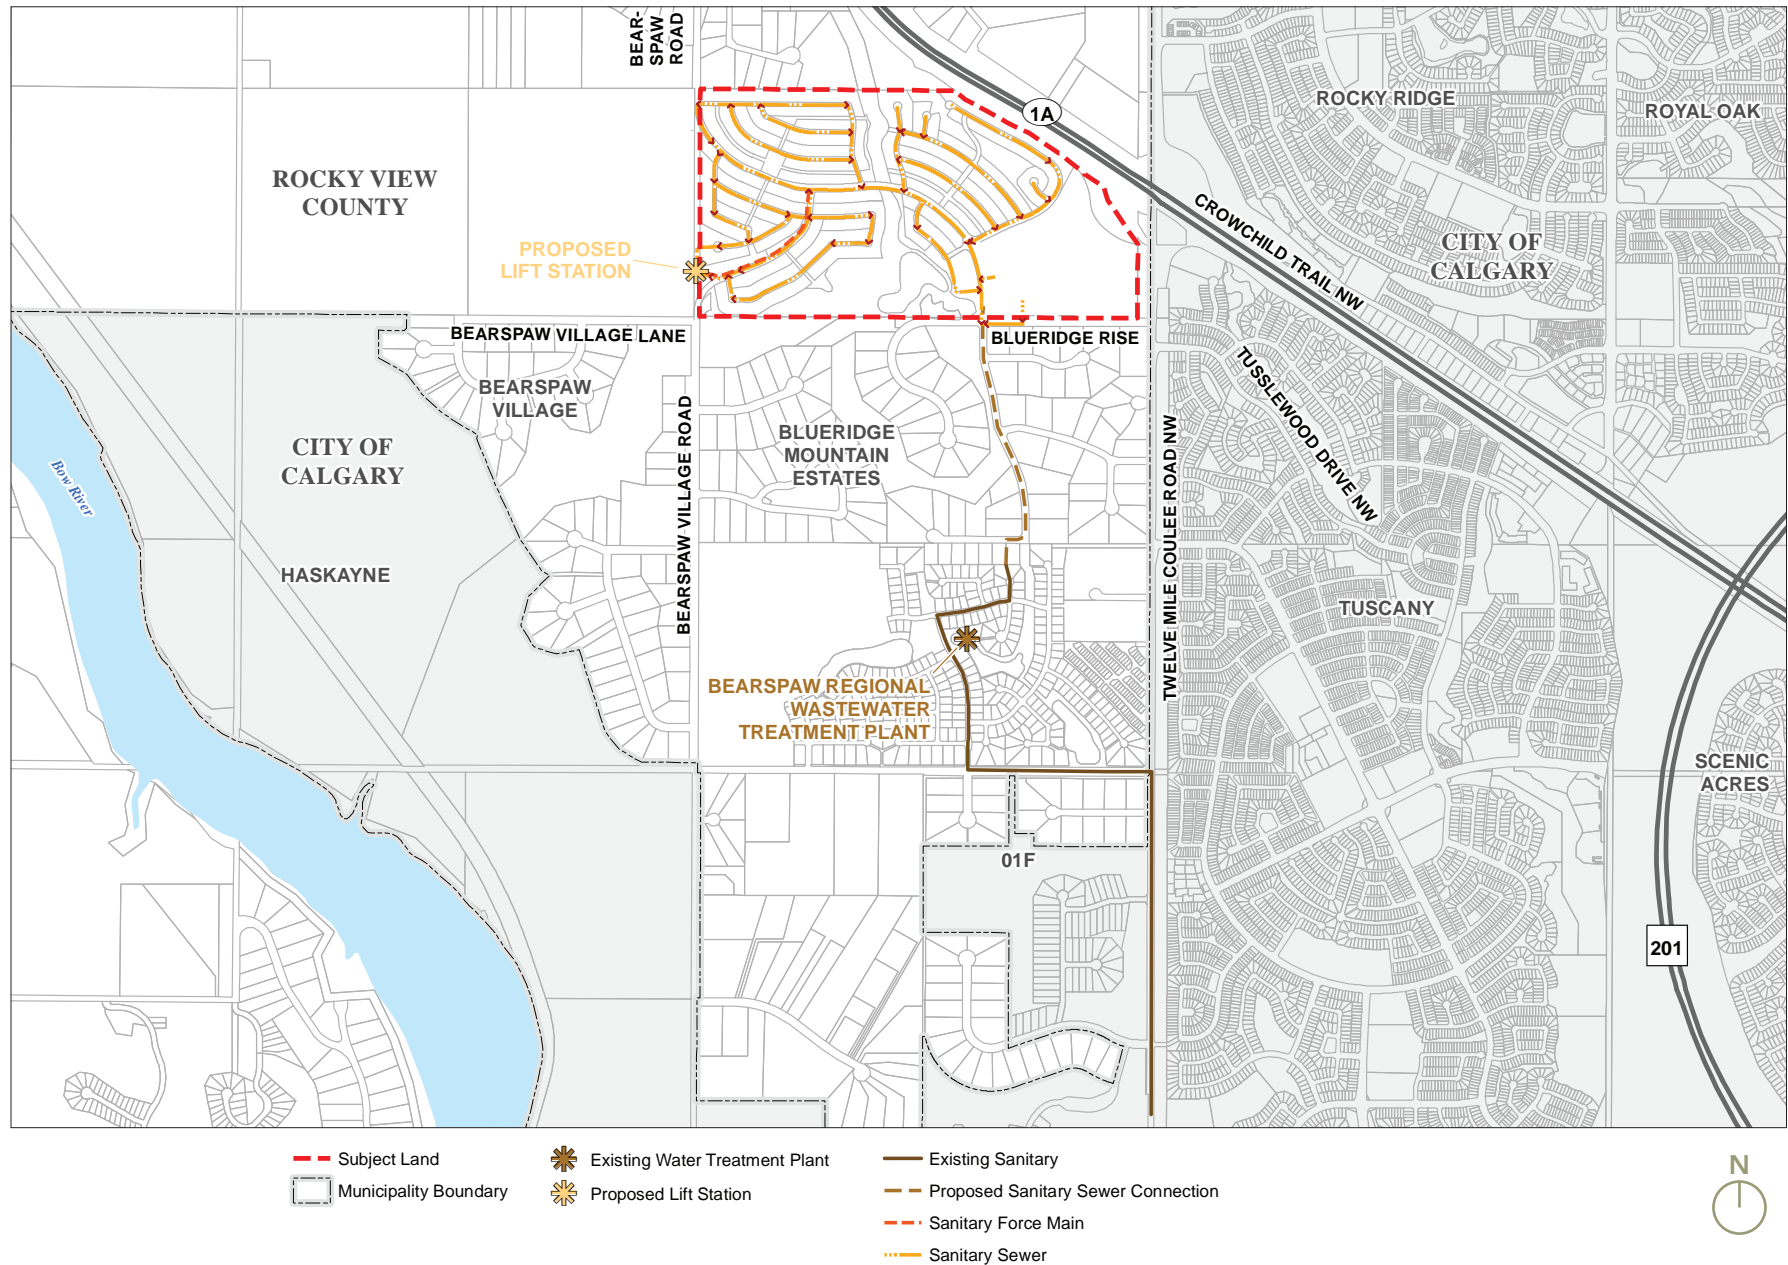 BEAR-
SPAW
ROAD
1A
ROCKY RIDGE
ROYAL OAK
ROCKY VIEW
COUNTY
CROWCHILD TRAIL NW
CITY OF
CALGARY
PROPOSED
LIFT STATION
BEARSPAW VILLAGE LANE
BLUERIDGE RISE
BEARSPAW
VILLAGE
TUSSLEWOOD DRIVE NW
BEARSPAW VILLAGE ROAD
BLUERIDGE
MOUNTAIN
ESTATES
CITY OF
CALGARY
Bow River
TWELVE MILE COULEE ROAD NW
HASKAYNE
TUSCANY
BEARSPAW REGIONAL
WASTEWATER
TREATMENT PLANT
SCENIC
ACRES
01F
201
Subject Land
Municipality Boundary
Existing Water Treatment Plant
Proposed Lift Station
Existing Sanitary
Proposed Sanitary Sewer Connection
Sanitary Force Main
Sanitary Sewer
N